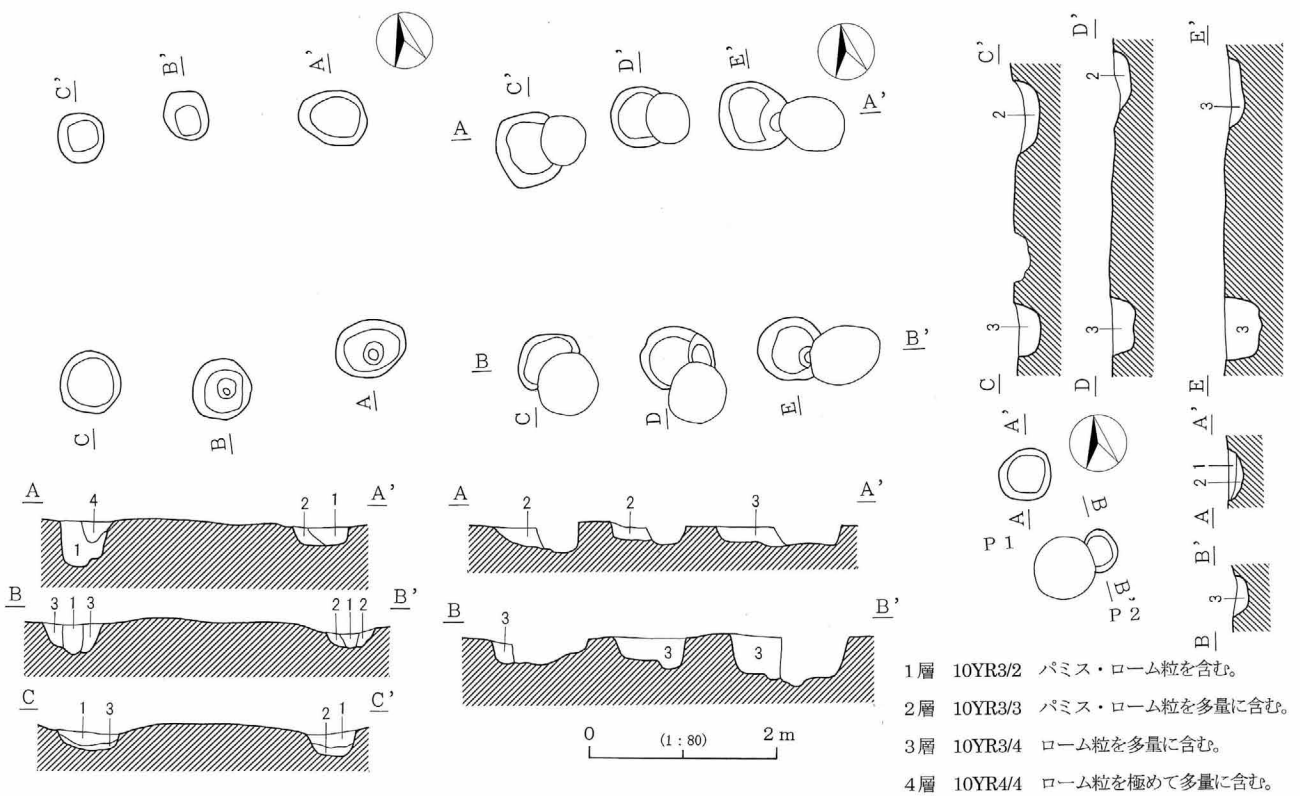 C' B' A'
C B A
A A'
4 2 1
1
B B'
3 1 3 2 1 2
C C'
1 3 2 1
C' D' E'
A A'
B B'
C D E
A A'
2 2 3
B B'
3 3 3
0 (1：80) 2 m
C' D' E'
2 2 3
3 3 3
C D E
A'
A
P 1
B
B'
P 2
A'
1
2
A
B'
3
B
1層 10YR3/2 パミス・ローム粒を含む。
2層 10YR3/3 パミス・ローム粒を多量に含む。
3層 10YR3/4 ローム粒を多量に含む。
4層 10YR4/4 ローム粒を極めて多量に含む。